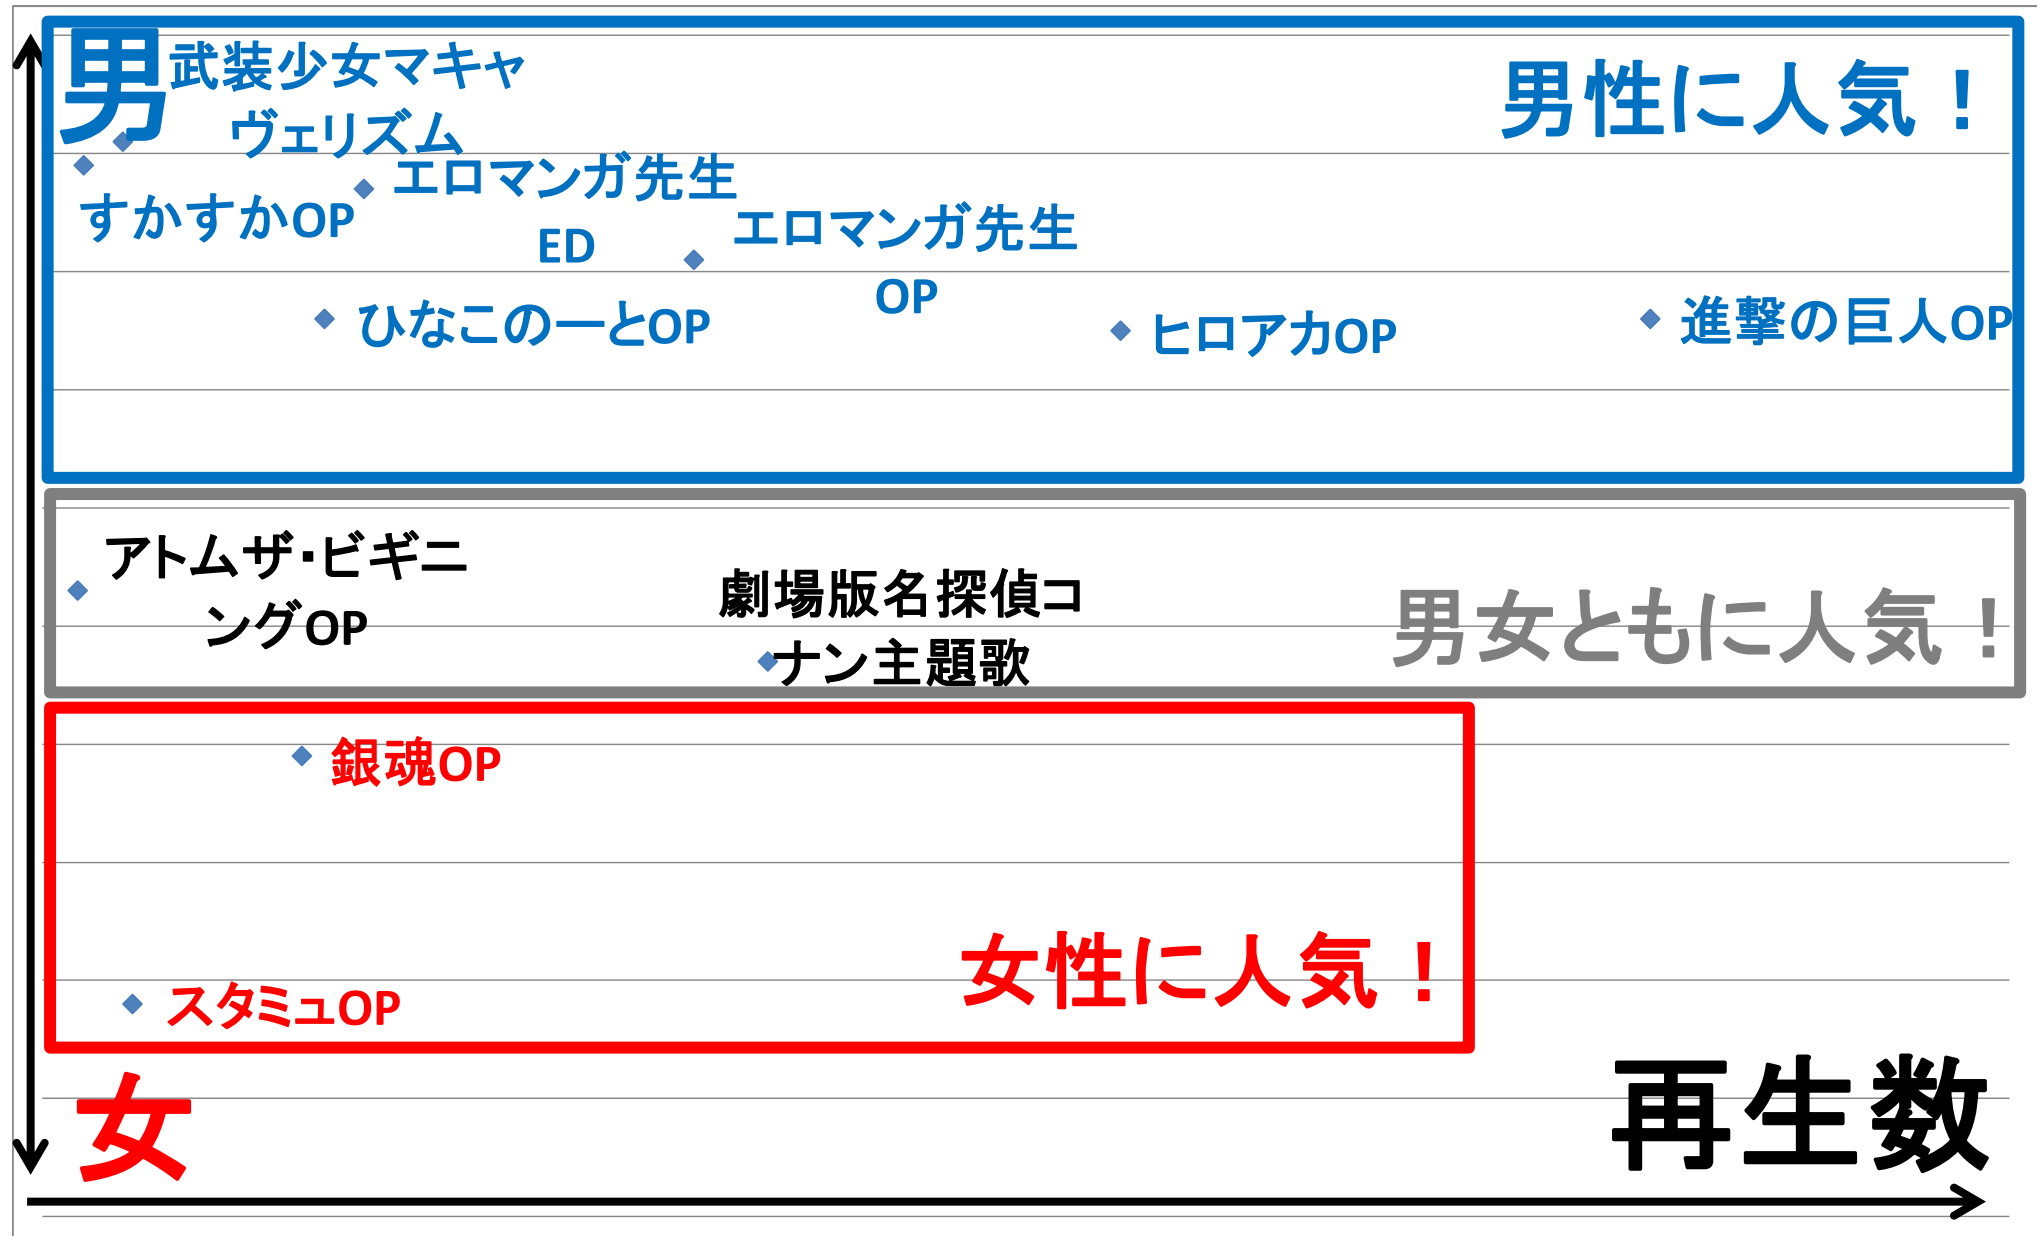 男
武装少女マキャ
ヴェリズム
男性に人気！
すかすかOP
エロマンガ先生
ED
エロマンガ先生
OP
ひなこのーとOP
ヒロアカOP
進撃の巨人OP
アトムザ・ビギニ
ングOP
劇場版名探偵コ
ナン主題歌
男女ともに人気！
銀魂OP
女性に人気！
スタミュOP
女
再生数